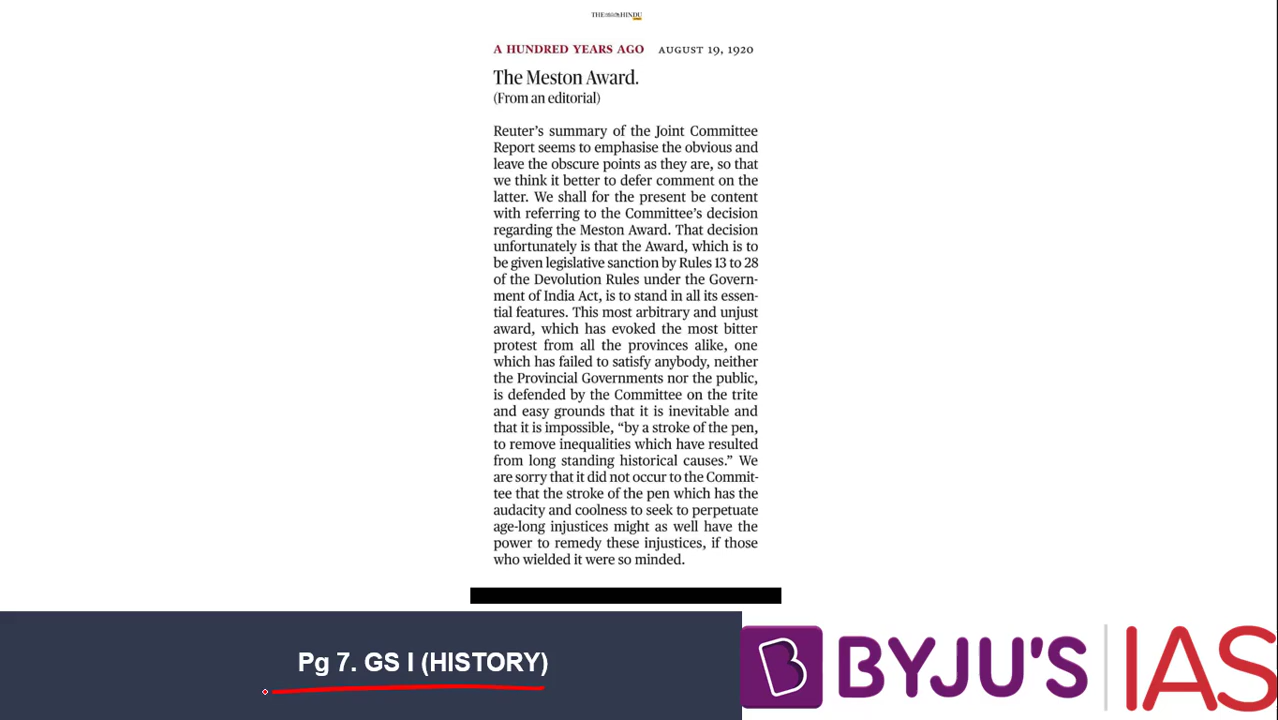 THE HINDU
A HUNDRED YEARS AGO AUGUST 19, 1920
The Meston Award.
(From an editorial)
Reuter's summary of the Joint Committee
Report seems to emphasise the obvious and
leave the obscure points as they are, so that
we think it better to defer comment on the
latter. We shall for the present be content
with referring to the Committee's decision
regarding the Meston Award. That decision
unfortunately is that the Award, which is to
be given legislative sanction by Rules 13 to 28
of the Devolution Rules under the Govern-
ment of India Act, is to stand in all its essen-
tial features. This most arbitrary and unjust
award, which has evoked the most bitter
protest from all the provinces alike, one
which has failed to satisfy anybody, neither
the Provincial Governments nor the public,
is defended by the Committee on the trite
and easy grounds that it is inevitable and
that it is impossible, “by a stroke of the pen,
to remove inequalities which have resulted
from long standing historical causes.” We
are sorry that it did not occur to the Commit-
tee that the stroke of the pen which has the
audacity and coolness to seek to perpetuate
age-long injustices might as well have the
power to remedy these injustices, if those
who wielded it were so minded.
Pg 7. GS I (HISTORY)
B BYJU'S IAS